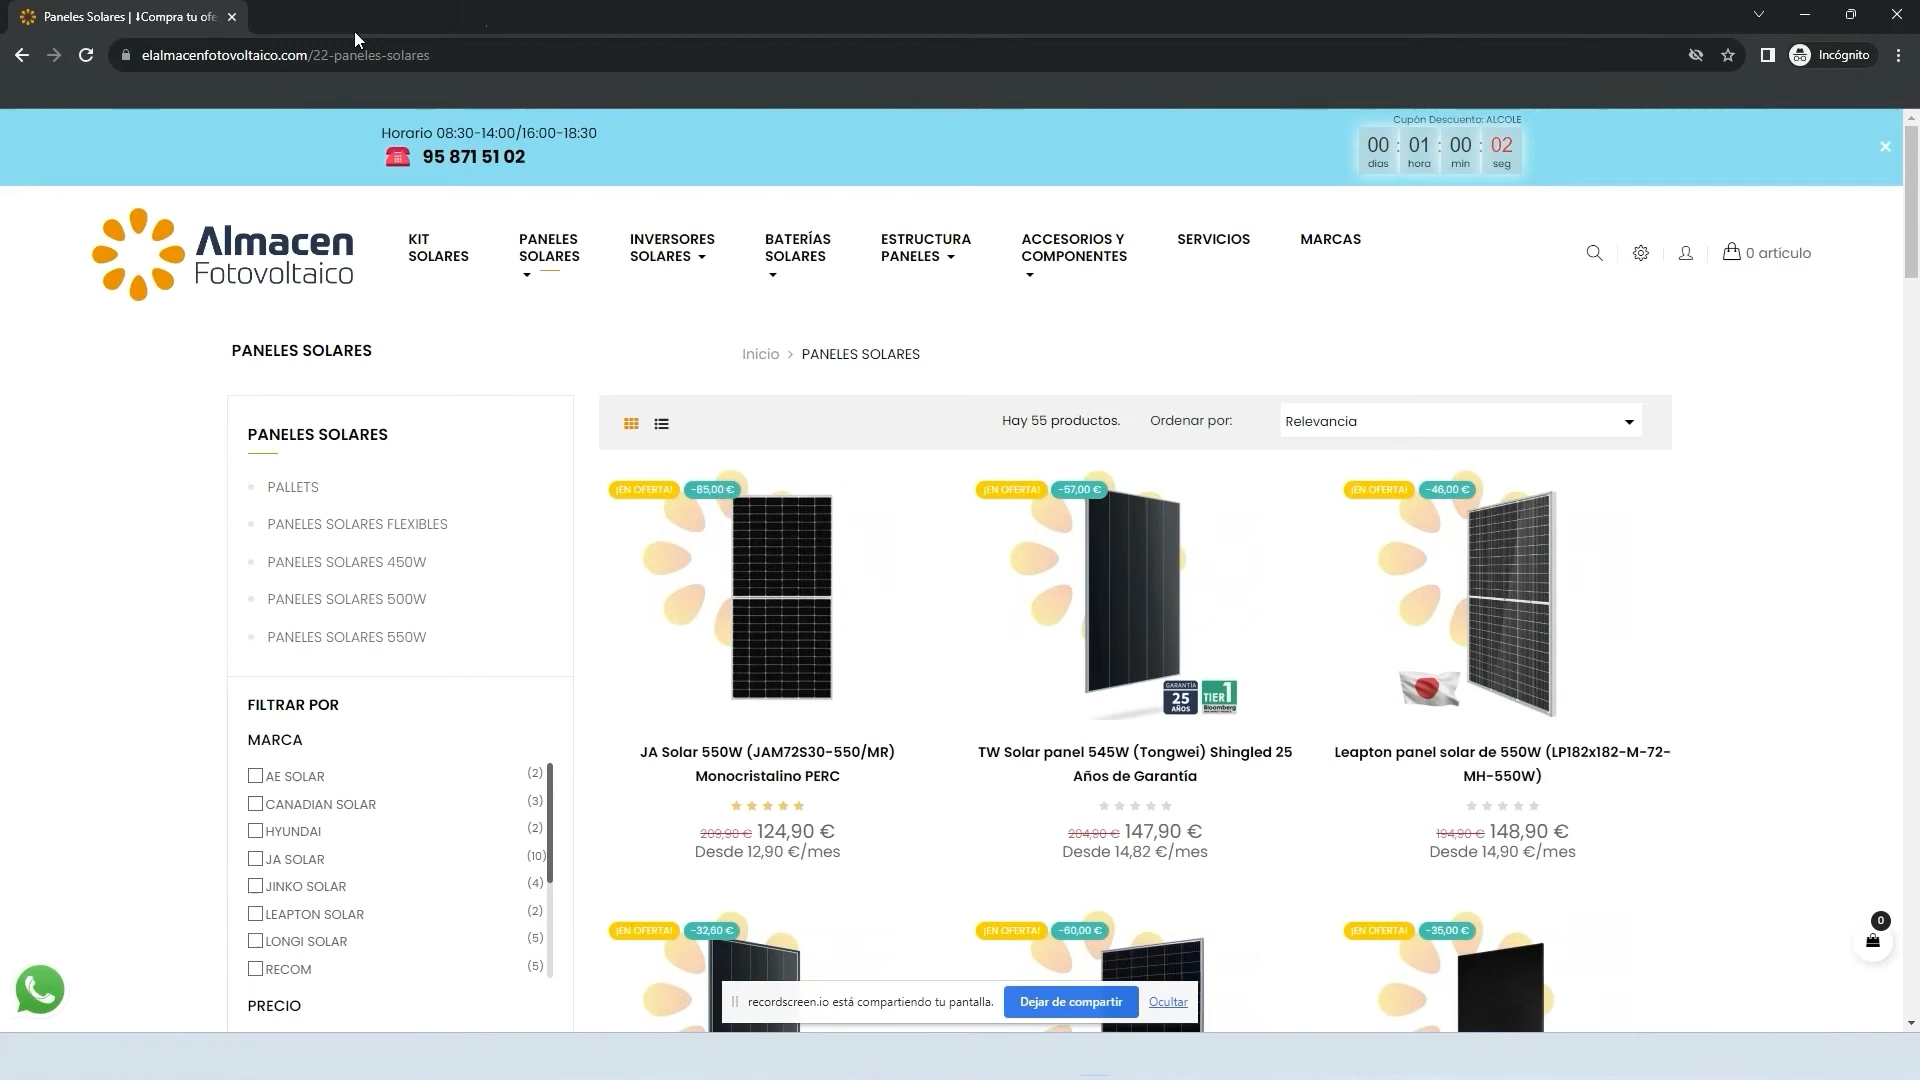 Paneles Solares | ⬇Compra tu ofe
elalmacenfotovoltaico.com/22-paneles-solares
Incógnito
Horario 08:30-14:00/16:00-18:30
95 871 51 02
Cupón Descuento: ALCOLE
00 : 01 : 00 : 02
dias hora min seg
Almacen
Fotovoltaico
KIT
SOLARES
PANELES
SOLARES
INVERSORES
SOLARES
BATERÍAS
SOLARES
ESTRUCTURA
PANELES
ACCESORIOS Y
COMPONENTES
SERVICIOS
MARCAS
0 artículo
PANELES SOLARES
Inicio > PANELES SOLARES
PANELES SOLARES
PALLETS
PANELES SOLARES FLEXIBLES
PANELES SOLARES 450W
PANELES SOLARES 500W
PANELES SOLARES 550W
FILTRAR POR
MARCA
AE SOLAR (2)
CANADIAN SOLAR (3)
HYUNDAI (2)
JA SOLAR (10)
JINKO SOLAR (4)
LEAPTON SOLAR (2)
LONGI SOLAR (5)
RECOM (5)
PRECIO
Hay 55 productos. Ordenar por: Relevancia
¡EN OFERTA! -85,00 €
JA Solar 550W (JAM72S30-550/MR)
Monocristalino PERC
209,90 € 124,90 €
Desde 12,90 €/mes
¡EN OFERTA! -57,00 €
GARANTÍA
25
AÑOS
TIER 1
Bloomberg
TW Solar panel 545W (Tongwei) Shingled 25
Años de Garantía
204,90 € 147,90 €
Desde 14,82 €/mes
¡EN OFERTA! -46,00 €
Leapton panel solar de 550W (LP182x182-M-72-
MH-550W)
194,90 € 148,90 €
Desde 14,90 €/mes
¡EN OFERTA! -32,60 €
¡EN OFERTA! -60,00 €
¡EN OFERTA! -35,00 €
0
recordscreen.io está compartiendo tu pantalla. Dejar de compartir Ocultar